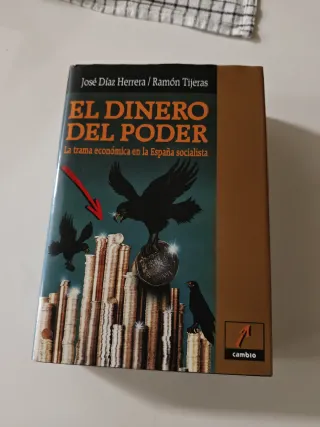 José Díaz Herrera / Ramón Tijeras
EL DINERO
DEL PODER
La trama económica en la España socialista
cambio